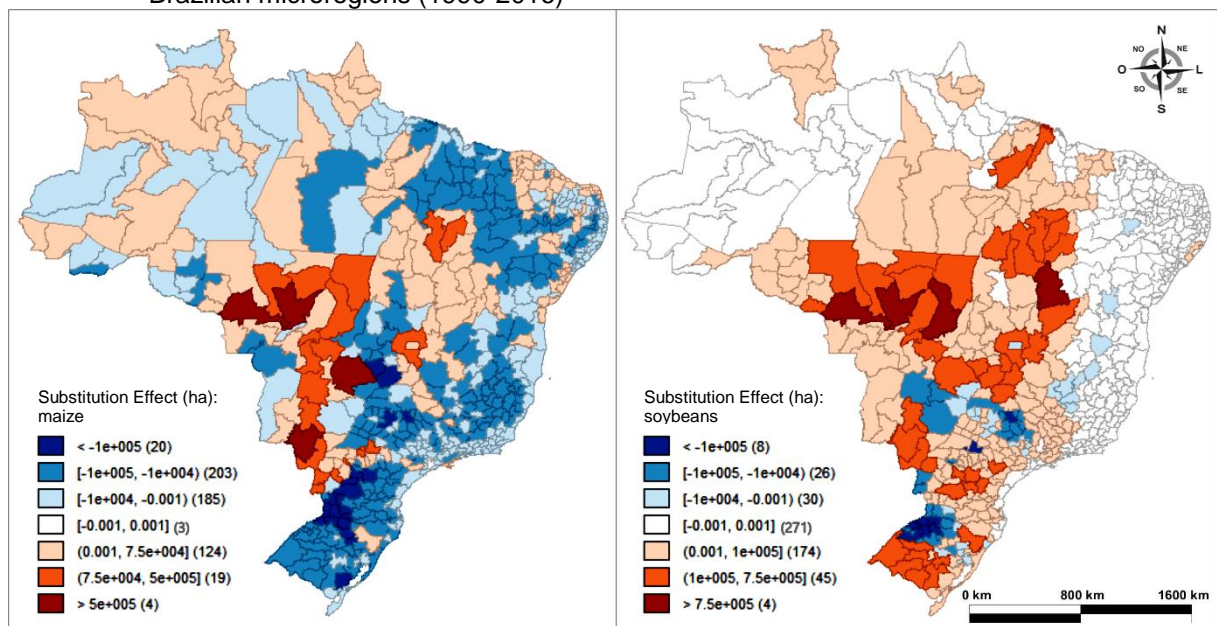 Brazilian microregions (1990-2016)
Substitution Effect (ha):
maize
< -1e+005 (20)
[-1e+005, -1e+004) (203)
[-1e+004, -0.001) (185)
[-0.001, 0.001] (3)
(0.001, 7.5e+004] (124)
(7.5e+004, 5e+005] (19)
> 5e+005 (4)
N
NO
NE
O
L
SO
SE
S
Substitution Effect (ha):
soybeans
< -1e+005 (8)
[-1e+005, -1e+004) (26)
[-1e+004, -0.001) (30)
[-0.001, 0.001] (271)
(0.001, 1e+005] (174)
(1e+005, 7.5e+005] (45)
> 7.5e+005 (4)
0 km 800 km 1600 km